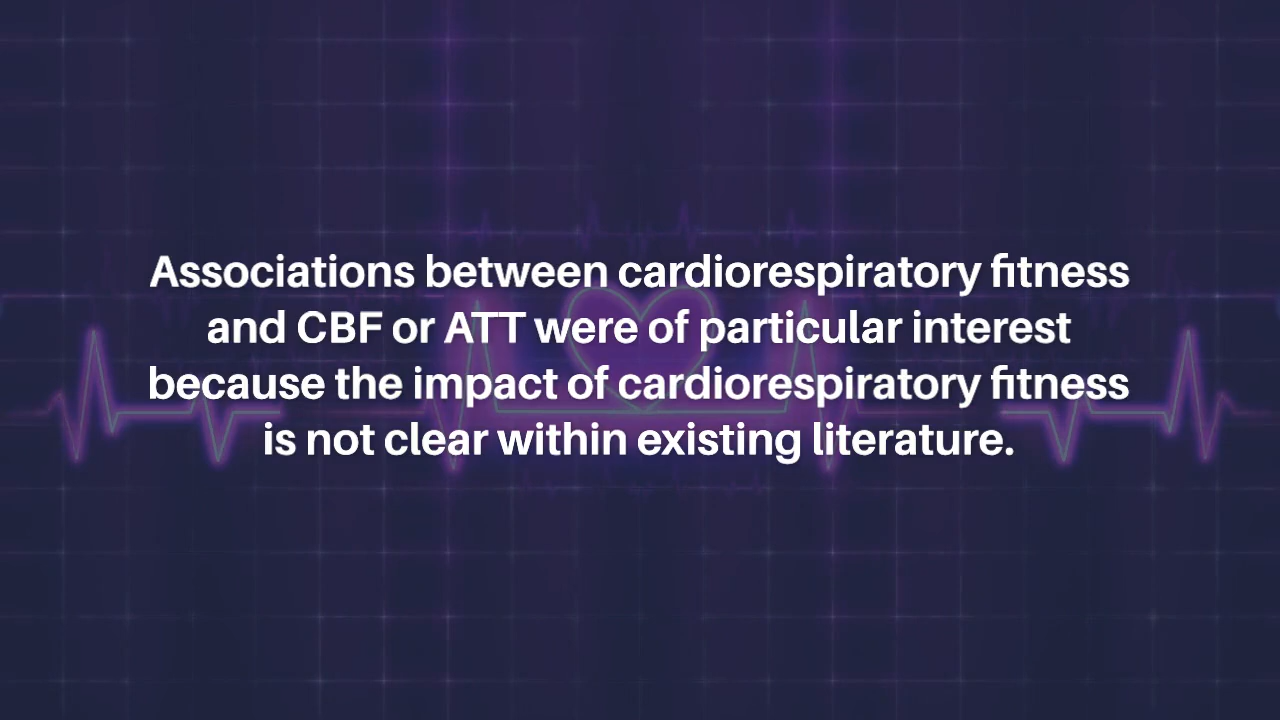 Associations between cardiorespiratory fitness
and CBF or ATT were of particular interest
because the impact of cardiorespiratory fitness
is not clear within existing literature.